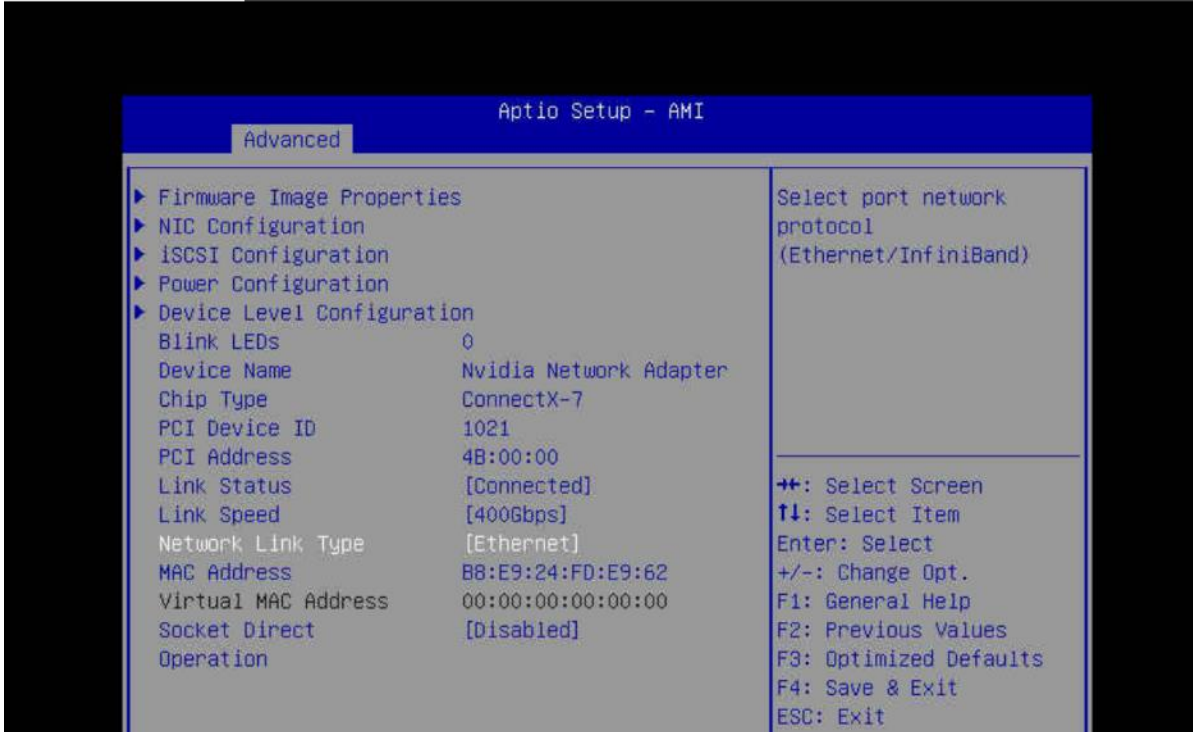 Aptio Setup – AMI
Advanced
Firmware Image Properties
NIC Configuration
iSCSI Configuration
Power Configuration
Device Level Configuration
Blink LEDs 0
Device Name Nvidia Network Adapter
Chip Type ConnectX-7
PCI Device ID 1021
PCI Address 4B:00:00
Link Status [Connected]
Link Speed [400Gbps]
Network Link Type [Ethernet]
MAC Address B8:E9:24:FD:E9:62
Virtual MAC Address 00:00:00:00:00:00
Socket Direct [Disabled]
Operation
Select port network
protocol
(Ethernet/InfiniBand)
→←: Select Screen
↑↓: Select Item
Enter: Select
+/-: Change Opt.
F1: General Help
F2: Previous Values
F3: Optimized Defaults
F4: Save & Exit
ESC: Exit